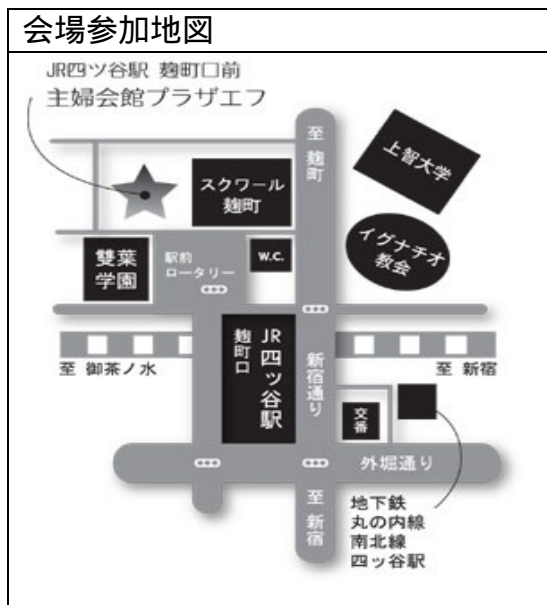 会場参加地図
JR四ツ谷駅 麹町口前
主婦会館プラザエフ
至 麹町
上智大学
スクワール
麹町
イグナチオ
教会
雙葉
学園
駅前
ロータリー
W.C.
JR四ッ谷駅
麹町口
新宿通り
至 御茶ノ水
至 新宿
交番
外堀通り
至 新宿
地下鉄
丸の内線
南北線
四ッ谷駅